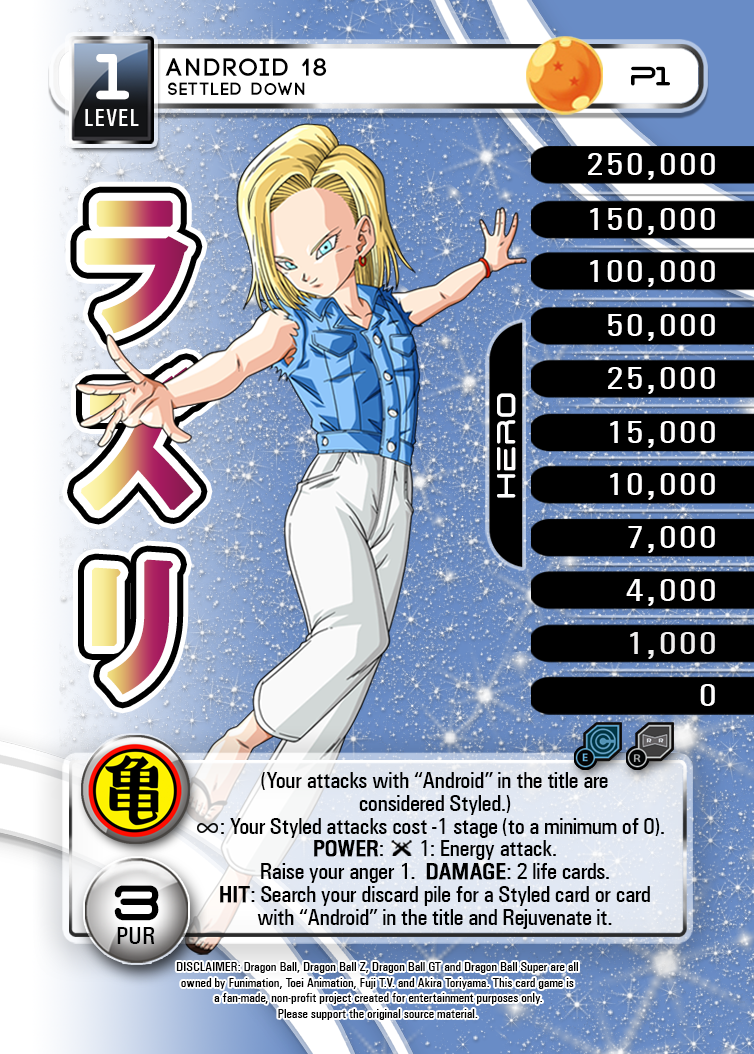 1
LEVEL
ANDROID 18
SETTLED DOWN
P1
250,000
150,000
100,000
50,000
25,000
15,000
10,000
7,000
4,000
1,000
0
HERO
ラズリ
E
R
RR
亀
3
PUR
(Your attacks with “Android” in the title are
considered Styled.)
∞: Your Styled attacks cost -1 stage (to a minimum of 0).
POWER: 1: Energy attack.
Raise your anger 1. DAMAGE: 2 life cards.
HIT: Search your discard pile for a Styled card or card
with “Android” in the title and Rejuvenate it.
DISCLAIMER: Dragon Ball, Dragon Ball Z, Dragon Ball GT and Dragon Ball Super are all
owned by Funimation, Toei Animation, Fuji T.V. and Akira Toriyama. This card game is
a fan-made, non-profit project created for entertainment purposes only.
Please support the original source material.